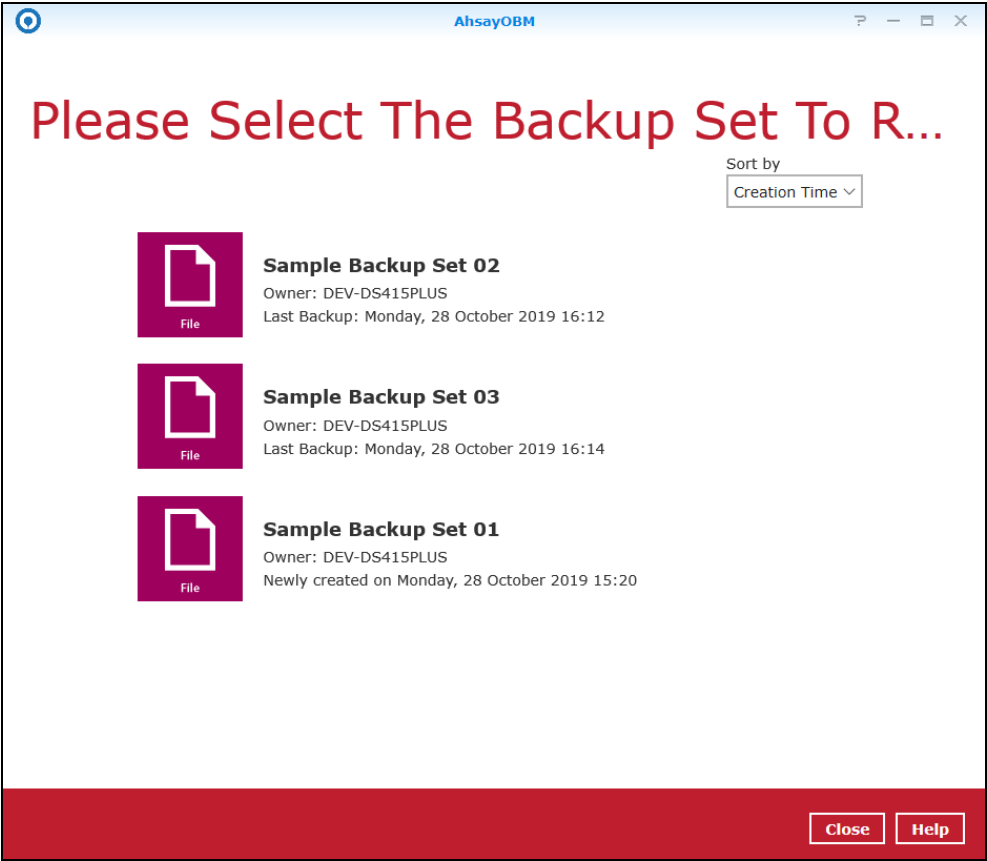 AhsayOBM
Please Select The Backup Set To R...
Sort by
Creation Time
Sample Backup Set 02
Owner: DEV-DS415PLUS
Last Backup: Monday, 28 October 2019 16:12
File
Sample Backup Set 03
Owner: DEV-DS415PLUS
Last Backup: Monday, 28 October 2019 16:14
File
Sample Backup Set 01
Owner: DEV-DS415PLUS
Newly created on Monday, 28 October 2019 15:20
File
Close Help